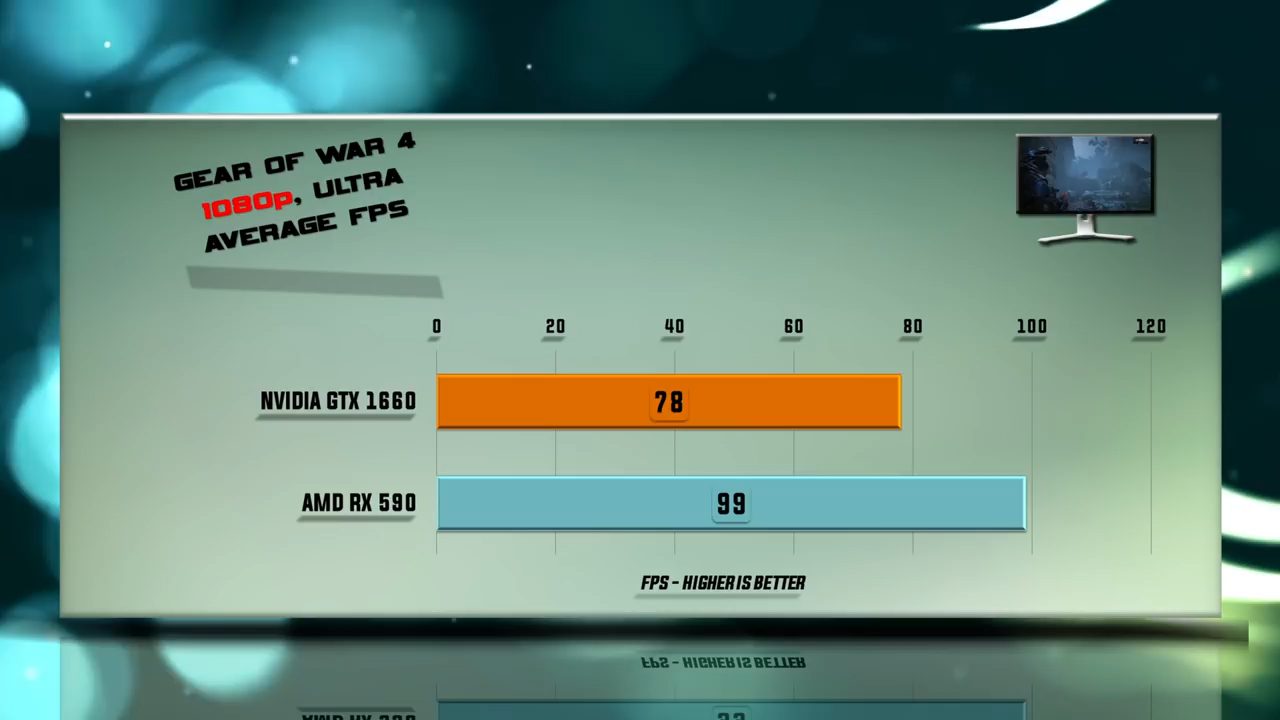 GEAR OF WAR 4
1080p, ULTRA
AVERAGE FPS
0 20 40 60 80 100 120
NVIDIA GTX 1660 78
AMD RX 590 99
FPS - HIGHER IS BETTER